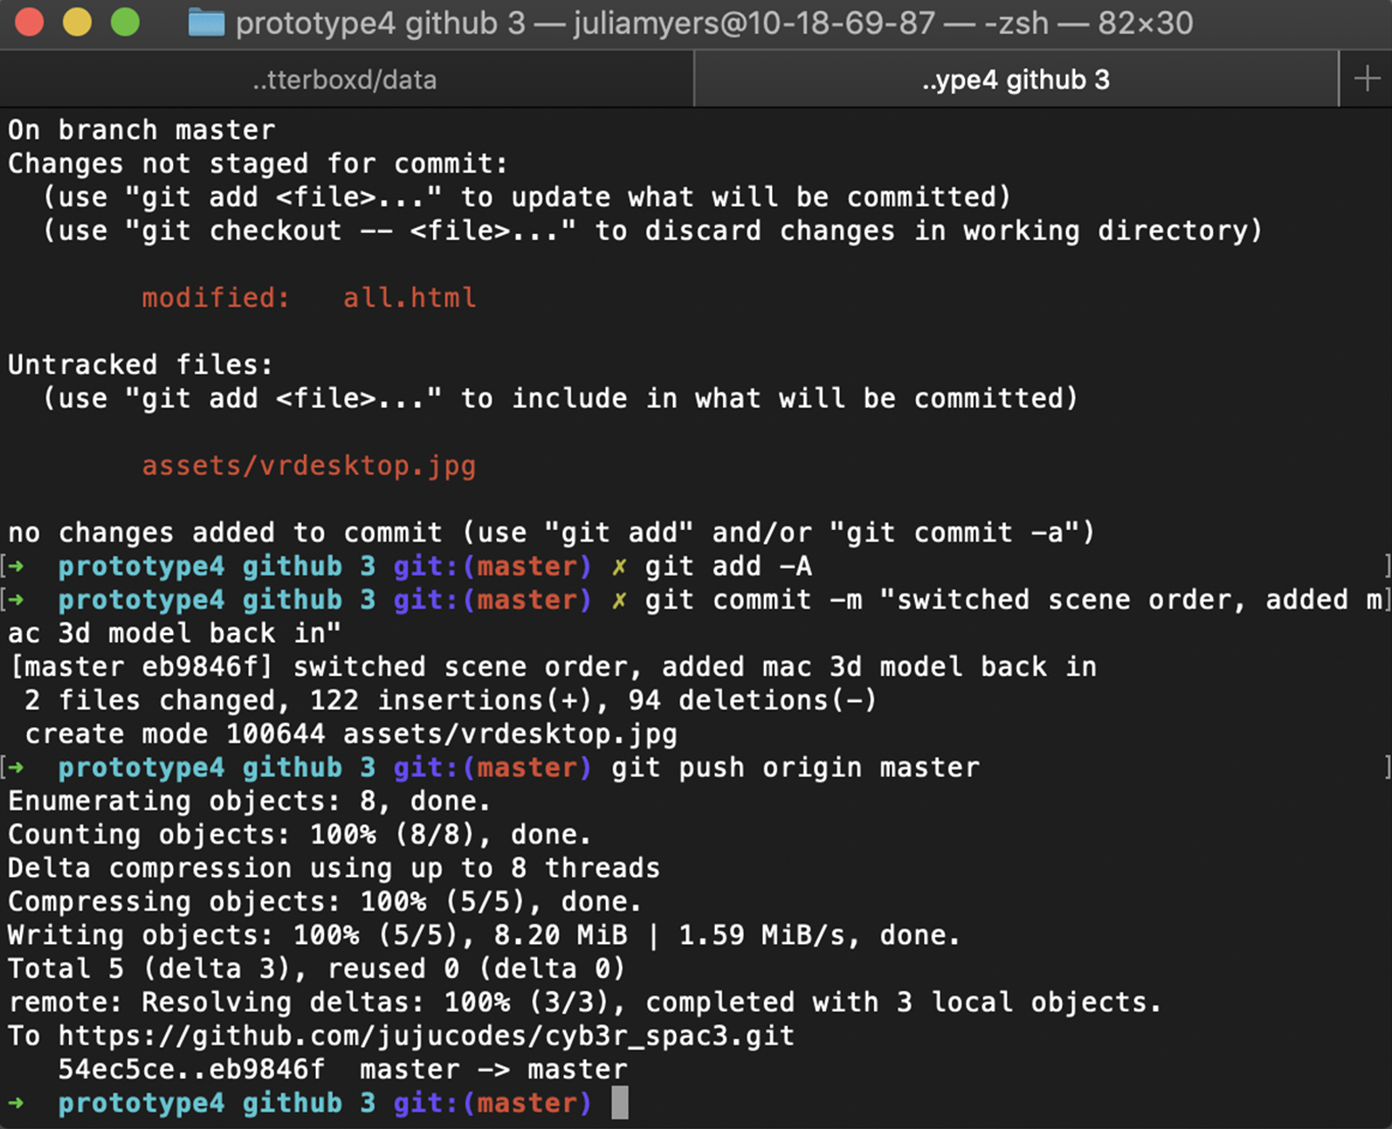 prototype4 github 3 — juliamyers@10-18-69-87 — -zsh — 82×30
..tterboxd/data
..ype4 github 3
+
On branch master
Changes not staged for commit:
  (use "git add <file>..." to update what will be committed)
  (use "git checkout -- <file>..." to discard changes in working directory)
        modified:   all.html
Untracked files:
  (use "git add <file>..." to include in what will be committed)
        assets/vrdesktop.jpg
no changes added to commit (use "git add" and/or "git commit -a")
[➜  prototype4 github 3 git:(master) ✗ git add -A ]
[➜  prototype4 github 3 git:(master) ✗ git commit -m "switched scene order, added m]
ac 3d model back in"
[master eb9846f] switched scene order, added mac 3d model back in
 2 files changed, 122 insertions(+), 94 deletions(-)
 create mode 100644 assets/vrdesktop.jpg
[➜  prototype4 github 3 git:(master) git push origin master ]
Enumerating objects: 8, done.
Counting objects: 100% (8/8), done.
Delta compression using up to 8 threads
Compressing objects: 100% (5/5), done.
Writing objects: 100% (5/5), 8.20 MiB | 1.59 MiB/s, done.
Total 5 (delta 3), reused 0 (delta 0)
remote: Resolving deltas: 100% (3/3), completed with 3 local objects.
To https://github.com/jujucodes/cyb3r_spac3.git
   54ec5ce..eb9846f  master -> master
➜  prototype4 github 3 git:(master)